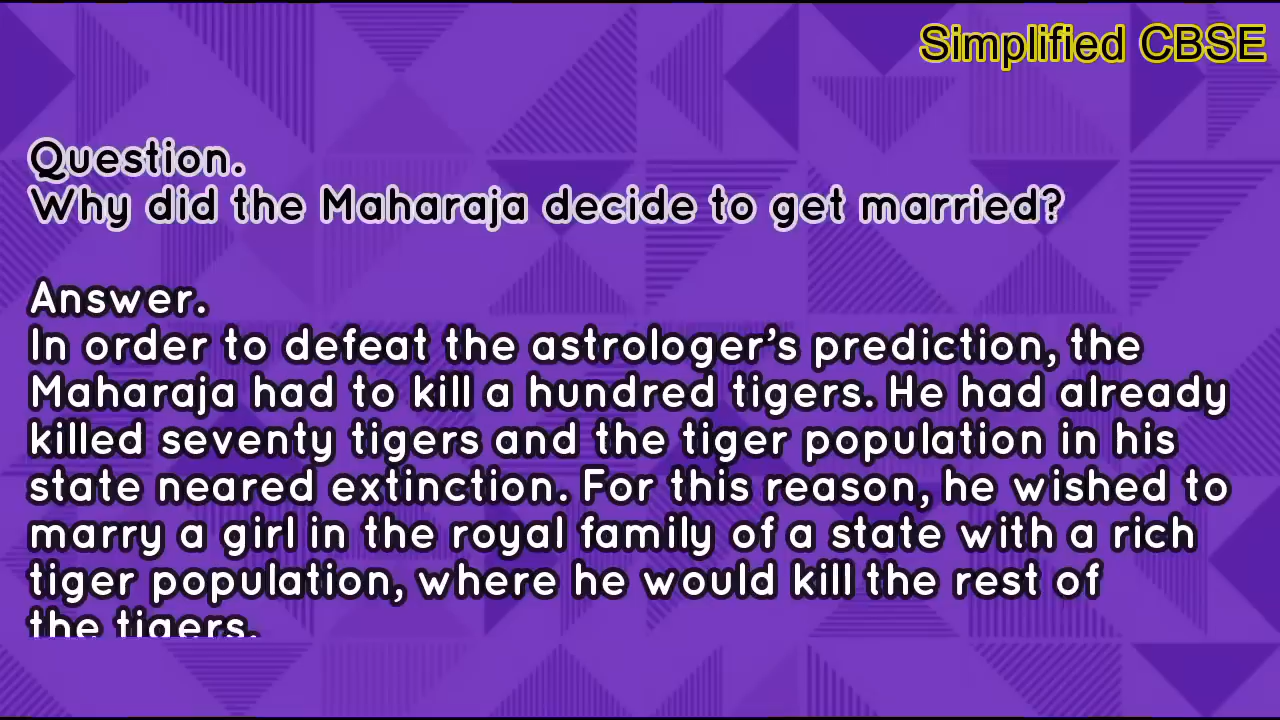 Simplified CBSE
Question.
Why did the Maharaja decide to get married?
Answer.
In order to defeat the astrologer's prediction, the
Maharaja had to kill a hundred tigers. He had already
killed seventy tigers and the tiger population in his
state neared extinction. For this reason, he wished to
marry a girl in the royal family of a state with a rich
tiger population, where he would kill the rest of
the tigers.